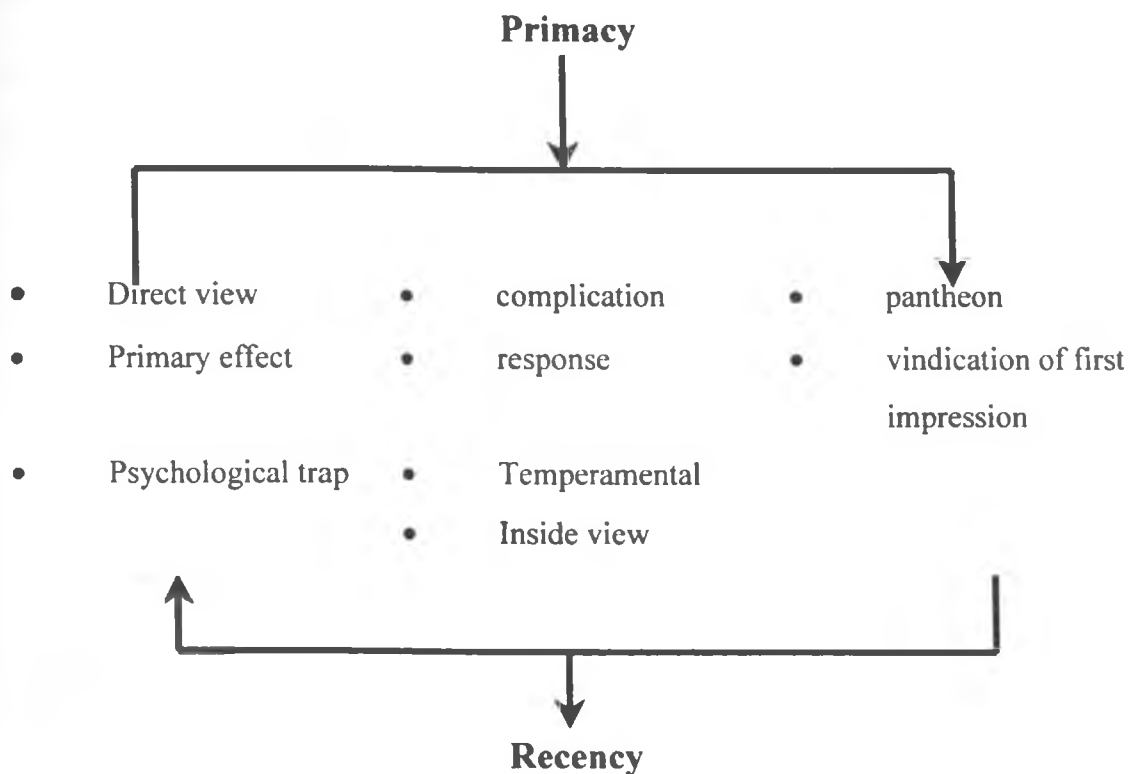 Primacy
• Direct view • complication • pantheon
• Primary effect • response • vindication of first
impression
• Psychological trap • Temperamental
• Inside view
Recency